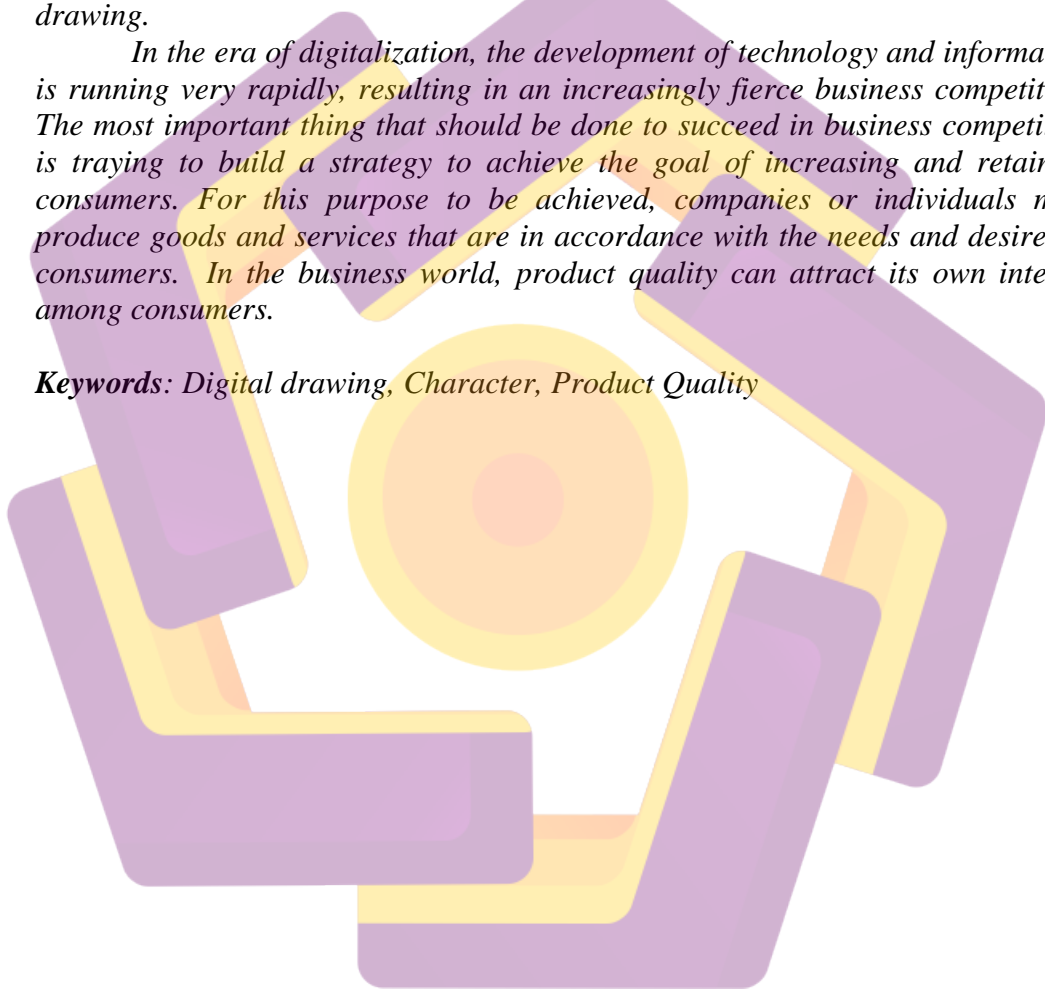 drawing.
In the era of digitalization, the development of technology and informa
is running very rapidly, resulting in an increasingly fierce business competit
The most important thing that should be done to succeed in business competi
is traying to build a strategy to achieve the goal of increasing and retain
consumers. For this purpose to be achieved, companies or individuals m
produce goods and services that are in accordance with the needs and desire
consumers. In the business world, product quality can attract its own inte
among consumers.
Keywords: Digital drawing, Character, Product Quality